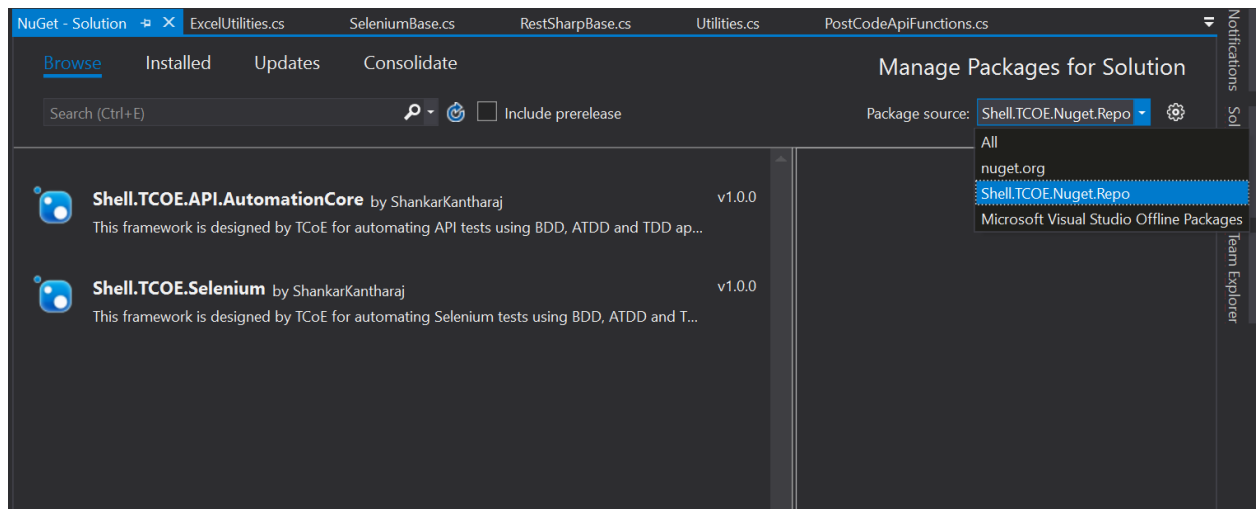 NuGet - Solution ExcelUtilities.cs SeleniumBase.cs RestSharpBase.cs Utilities.cs PostCodeApiFunctions.cs
Browse Installed Updates Consolidate
Manage Packages for Solution
Search (Ctrl+E) Include prerelease
Package source: Shell.TCOE.Nuget.Repo
All
nuget.org
Shell.TCOE.Nuget.Repo
Microsoft Visual Studio Offline Packages
Shell.TCOE.API.AutomationCore by ShankarKantharaj v1.0.0
This framework is designed by TCoE for automating API tests using BDD, ATDD and TDD ap...
Shell.TCOE.Selenium by ShankarKantharaj v1.0.0
This framework is designed by TCoE for automating Selenium tests using BDD, ATDD and T...
Notifications
Sol
Team Explorer